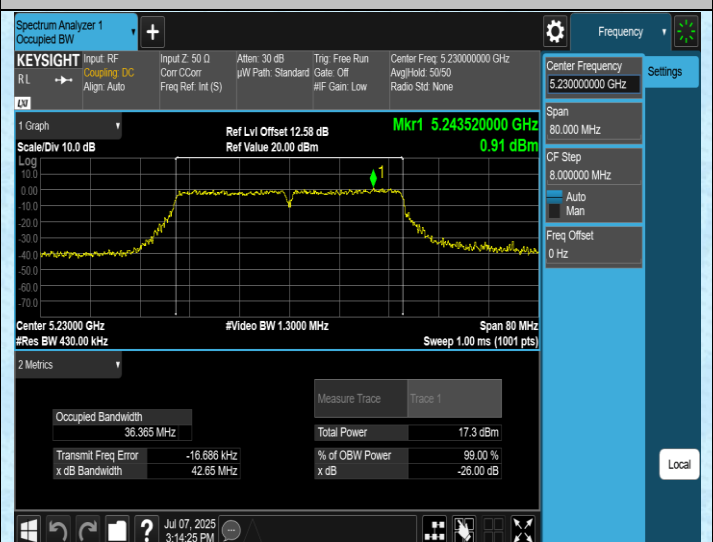 Spectrum Analyzer 1
Occupied BW
+
Frequency
KEYSIGHT
RL
LXI
Input: RF
Coupling: DC
Align: Auto
Input Z: 50 Ω
Corr CCorr
Freq Ref: Int (S)
Atten: 30 dB
µW Path: Standard
Trig: Free Run
Gate: Off
#IF Gain: Low
Center Freq: 5.230000000 GHz
Avg|Hold: 50/50
Radio Std: None
Center Frequency
5.230000000 GHz
Settings
Span
80.000 MHz
CF Step
8.000000 MHz
Auto
Man
Freq Offset
0 Hz
1 Graph
Scale/Div 10.0 dB
Ref Lvl Offset 12.58 dB
Ref Value 20.00 dBm
Mkr1 5.243520000 GHz
0.91 dBm
Log
10.0
0.00
-10.0
-20.0
-30.0
-40.0
-50.0
-60.0
-70.0
1
Center 5.23000 GHz
#Res BW 430.00 kHz
#Video BW 1.3000 MHz
Span 80 MHz
Sweep 1.00 ms (1001 pts)
2 Metrics
Measure Trace Trace 1
Occupied Bandwidth
36.365 MHz
Total Power 17.3 dBm
Transmit Freq Error -16.686 kHz
% of OBW Power 99.00 %
x dB Bandwidth 42.65 MHz
x dB -26.00 dB
Local
?
Jul 07, 2025
3:14:25 PM